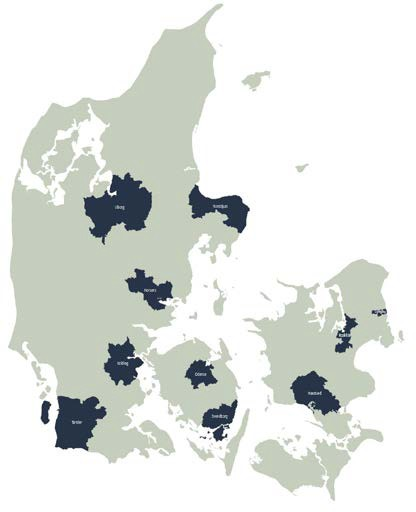 Viborg
Norddjurs
Horsens
Roskilde
Kolding
Odense
Næstved
Svendborg
Tønder